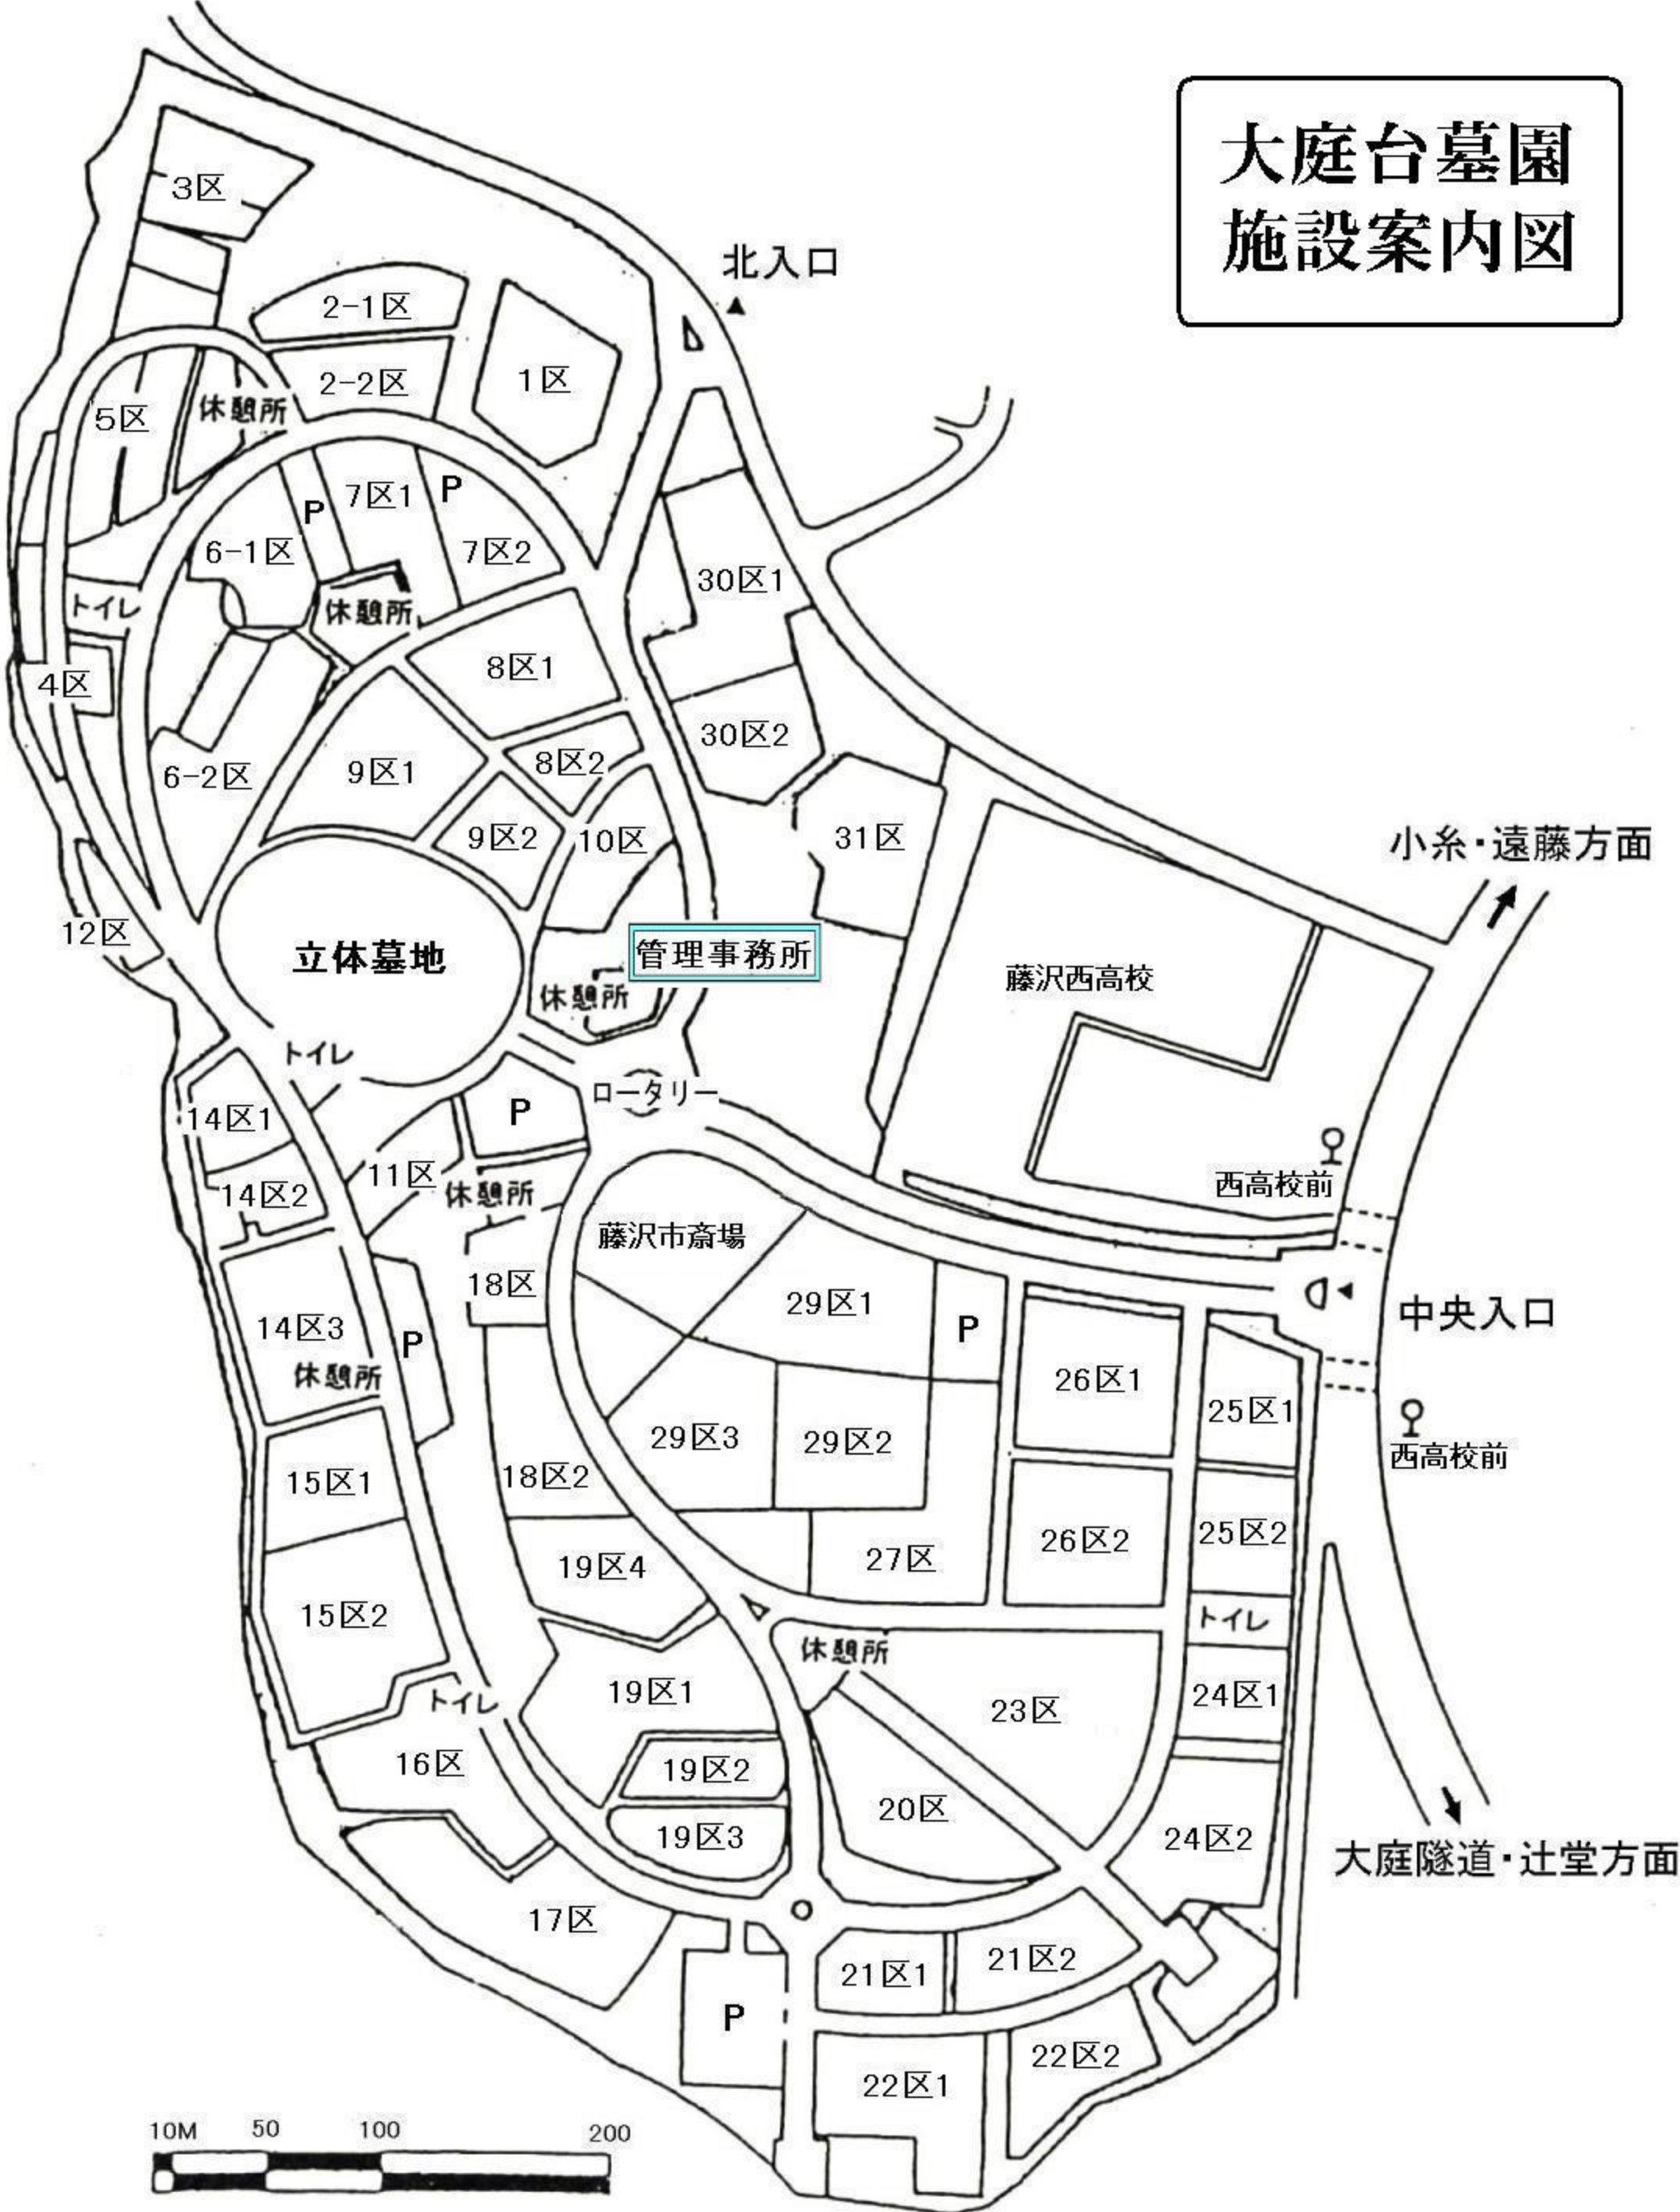 大庭台墓園
施設案内図
3区
北入口
2-1区
2-2区
1区
5区
休憩所
7区1
P
P
6-1区
7区2
30区1
トイレ
休憩所
8区1
4区
30区2
8区2
9区1
6-2区
9区2
10区
31区
小糸・遠藤方面
12区
立体墓地
管理事務所
藤沢西高校
休憩所
トイレ
ロータリー
P
14区1
11区
休憩所
14区2
西高校前
藤沢市斎場
18区
29区1
中央入口
14区3
P
P
休憩所
26区1
25区1
29区3
29区2
西高校前
15区1
18区2
25区2
26区2
19区4
27区
15区2
トイレ
休憩所
19区1
24区1
トイレ
23区
16区
19区2
20区
19区3
24区2
大庭隧道・辻堂方面
17区
21区1
21区2
P
22区2
22区1
10M 50 100 200